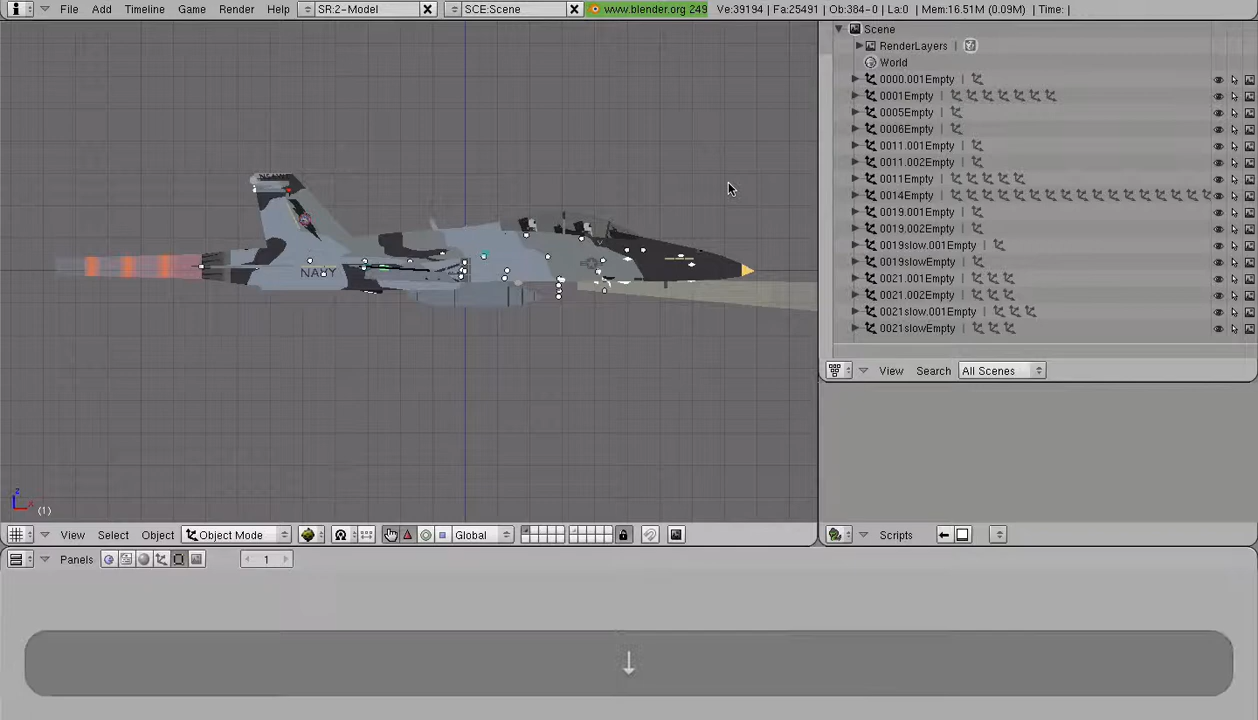 File Add Timeline Game Render Help SR:2-Model SCE:Scene www.blender.org 249 Ve:39194 | Fa:25491 | Ob:384-0 | La:0 | Mem:16.51M (0.09M) | Time: |
Scene
RenderLayers |
World
0000.001Empty |
0001Empty |
0005Empty |
0006Empty |
0011.001Empty |
0011.002Empty |
0011Empty |
0014Empty |
0019.001Empty |
0019.002Empty |
0019slow.001Empty |
0019slowEmpty |
0021.001Empty |
0021.002Empty |
0021slow.001Empty |
0021slowEmpty |
NAVY
View Search All Scenes
z
x
(1)
View Select Object Object Mode Global
Scripts
Panels 1
↓